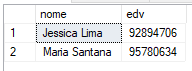 nome edv
1 Jessica Lima 92894706
2 Maria Santana 95780634